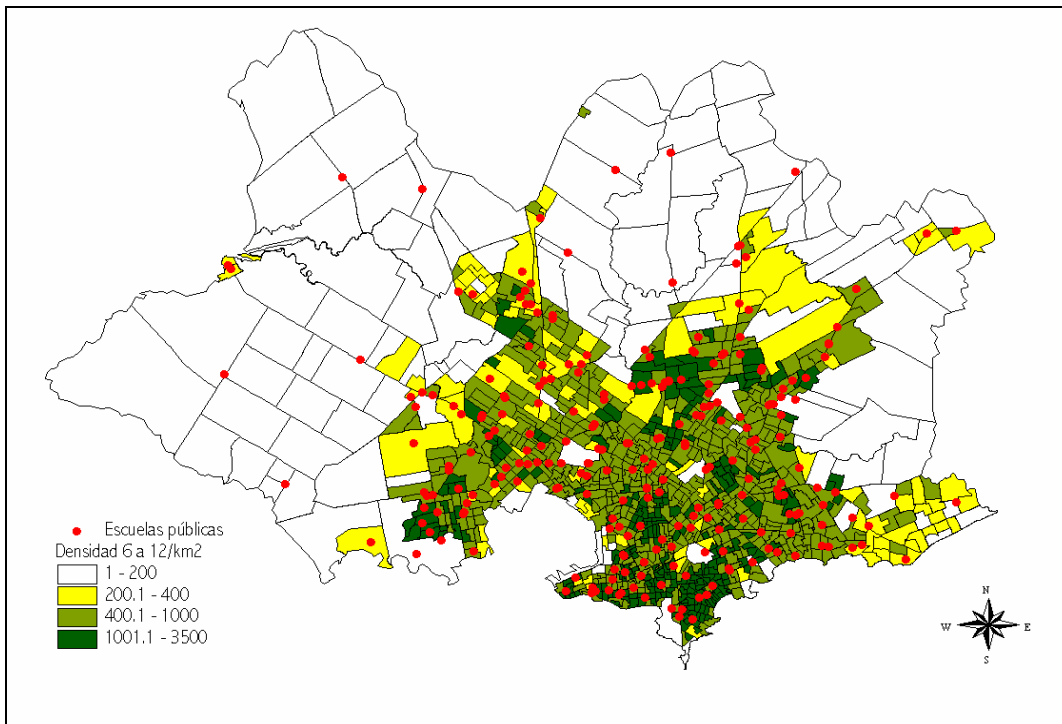 Escuelas públicas
Densidad 6 a 12/km2
1 - 200
200.1 - 400
400.1 - 1000
1001.1 - 3500
N
W E
S